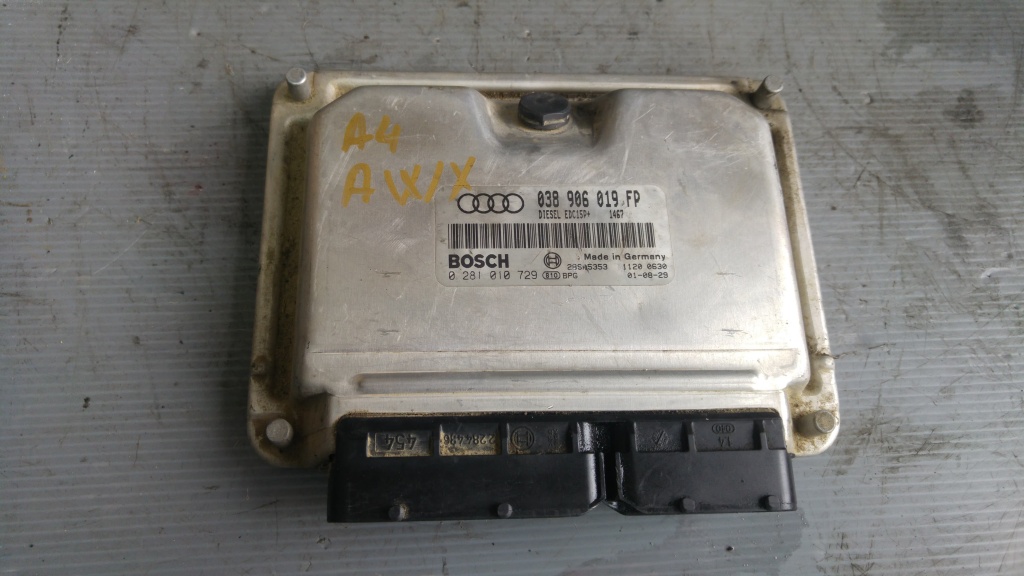 A4
AWX
038 906 019 FP
DIESEL EDC15P+ 1467
BOSCH Made in Germany
0 281 010 729 BPG 28SA5353 1120 0630
01-08-29
454